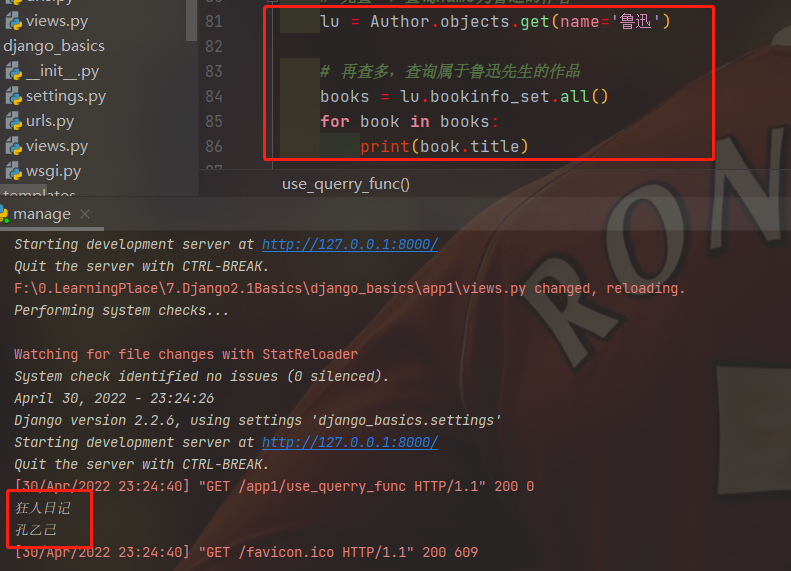 views.py
django_basics
__init__.py
settings.py
urls.py
views.py
wsgi.py
templates
81 lu = Author.objects.get(name='鲁迅')
82
83 # 再查多，查询属于鲁迅先生的作品
84 books = lu.bookinfo_set.all()
85 for book in books:
86 print(book.title)
use_querry_func()
manage ×
Starting development server at http://127.0.0.1:8000/
Quit the server with CTRL-BREAK.
F:\0.LearningPlace\7.Django2.1Basics\django_basics\app1\views.py changed, reloading.
Performing system checks...
Watching for file changes with StatReloader
System check identified no issues (0 silenced).
April 30, 2022 - 23:24:26
Django version 2.2.6, using settings 'django_basics.settings'
Starting development server at http://127.0.0.1:8000/
Quit the server with CTRL-BREAK.
[30/Apr/2022 23:24:40] "GET /app1/use_querry_func HTTP/1.1" 200 0
狂人日记
孔乙己
[30/Apr/2022 23:24:40] "GET /favicon.ico HTTP/1.1" 200 609
RON